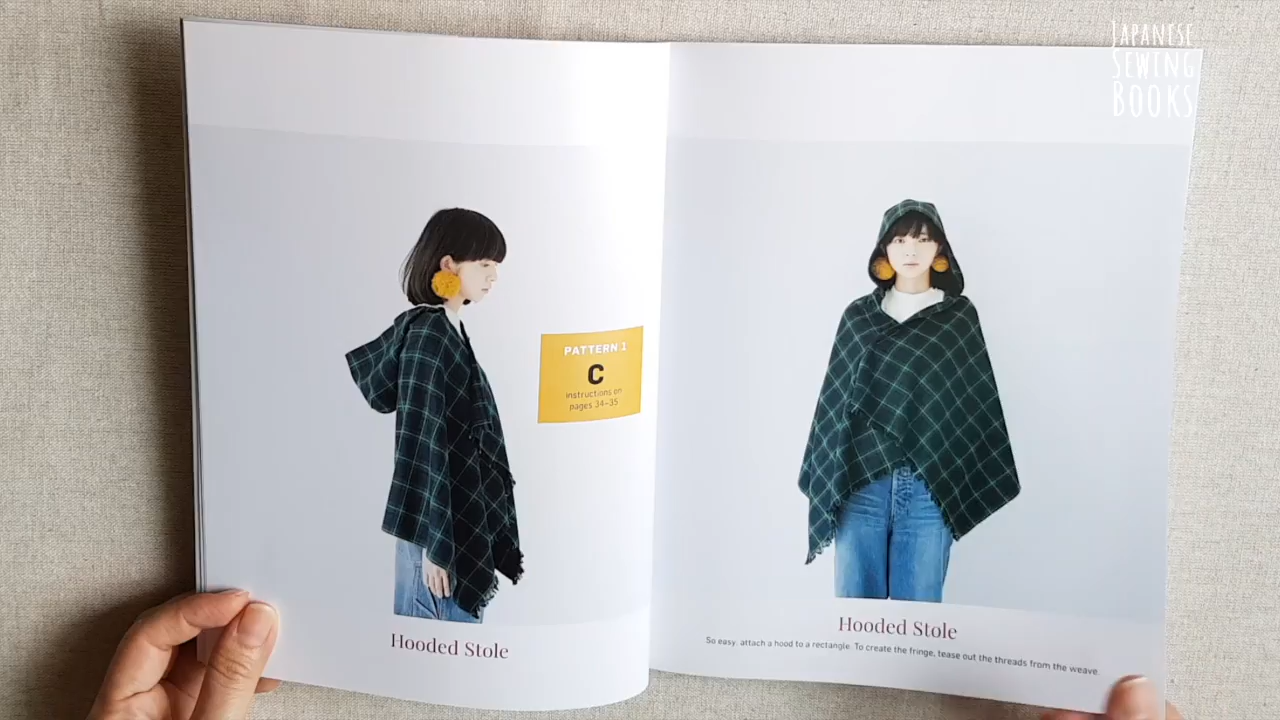 JAPANESE
SEWING
BOOKS
PATTERN 1
C
instructions on
pages 34–35
Hooded Stole
Hooded Stole
So easy, attach a hood to a rectangle. To create the fringe, tease out the threads from the weave.